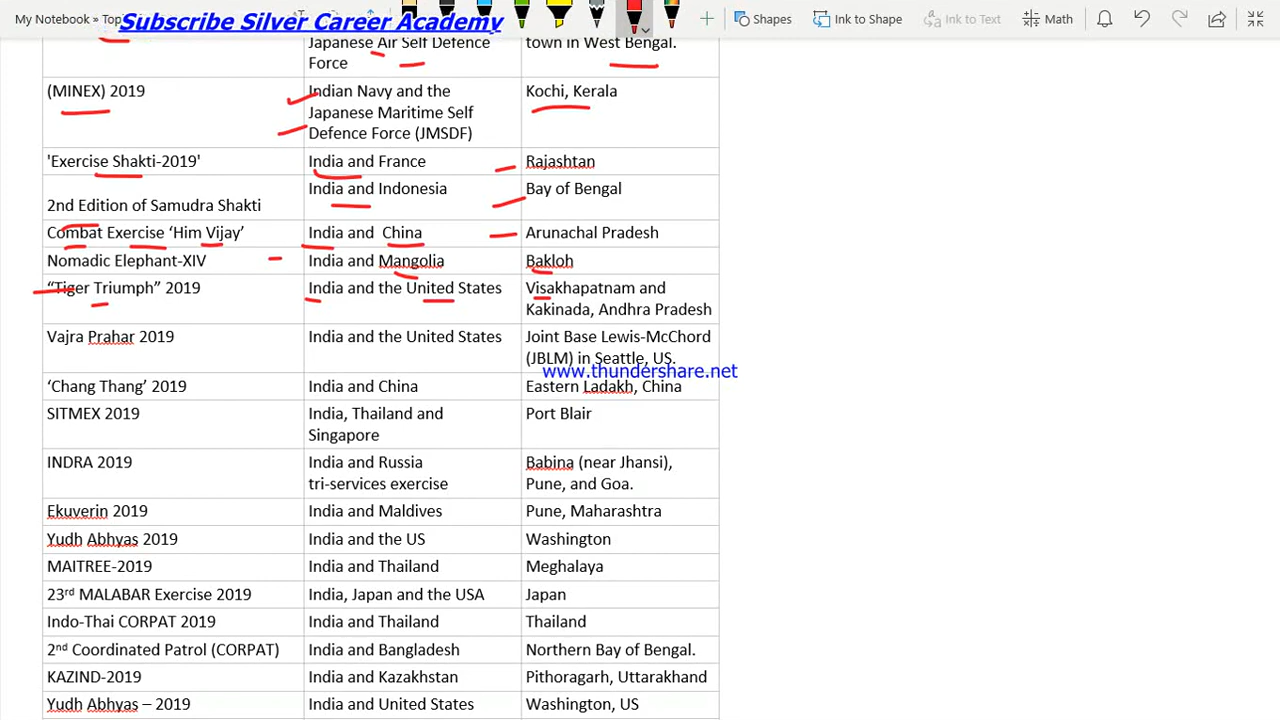 My Notebook » Top
Subscribe Silver Career Academy
Shapes
Ink to Shape
Ink to Text
Math
Japanese Air Self Defence
Force
town in West Bengal.
(MINEX) 2019
Indian Navy and the
Japanese Maritime Self
Defence Force (JMSDF)
Kochi, Kerala
'Exercise Shakti-2019'
India and France
Rajashtan
2nd Edition of Samudra Shakti
India and Indonesia
Bay of Bengal
Combat Exercise ‘Him Vijay’
India and China
Arunachal Pradesh
Nomadic Elephant-XIV
India and Mangolia
Bakloh
“Tiger Triumph” 2019
India and the United States
Visakhapatnam and
Kakinada, Andhra Pradesh
Vajra Prahar 2019
India and the United States
Joint Base Lewis-McChord
(JBLM) in Seattle, US.
www.thundershare.net
‘Chang Thang’ 2019
India and China
Eastern Ladakh, China
SITMEX 2019
India, Thailand and
Singapore
Port Blair
INDRA 2019
India and Russia
tri-services exercise
Babina (near Jhansi),
Pune, and Goa.
Ekuverin 2019
India and Maldives
Pune, Maharashtra
Yudh Abhyas 2019
India and the US
Washington
MAITREE-2019
India and Thailand
Meghalaya
23rd MALABAR Exercise 2019
India, Japan and the USA
Japan
Indo-Thai CORPAT 2019
India and Thailand
Thailand
2nd Coordinated Patrol (CORPAT)
India and Bangladesh
Northern Bay of Bengal.
KAZIND-2019
India and Kazakhstan
Pithoragarh, Uttarakhand
Yudh Abhyas – 2019
India and United States
Washington, US